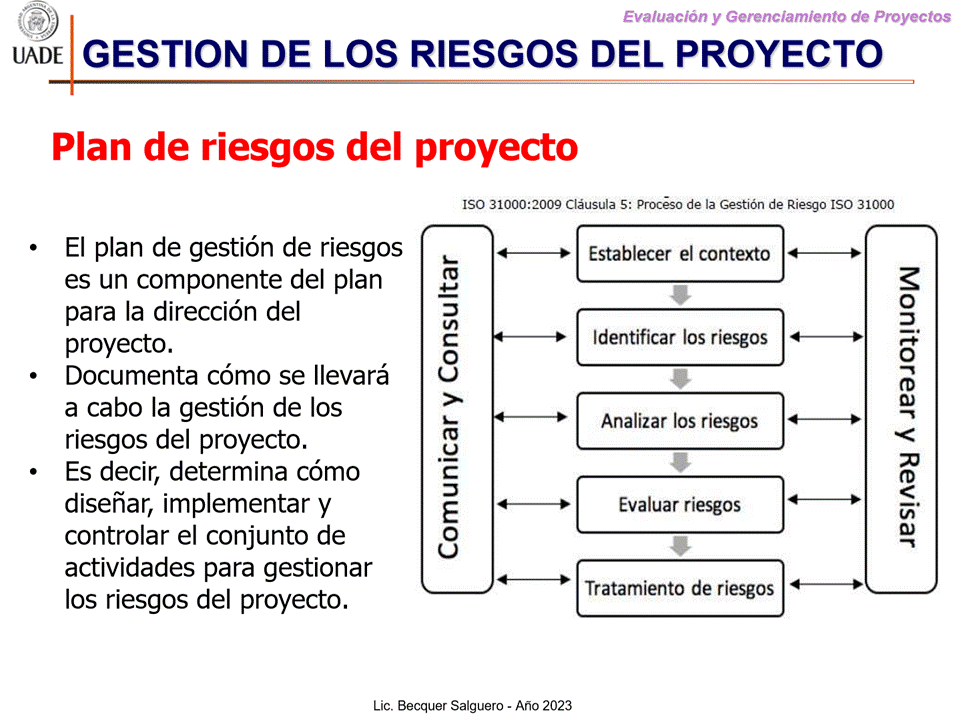 Evaluación y Gerenciamiento de Proyectos
UADE
GESTION DE LOS RIESGOS DEL PROYECTO
Plan de riesgos del proyecto
• El plan de gestión de riesgos
es un componente del plan
para la dirección del
proyecto.
• Documenta cómo se llevará
a cabo la gestión de los
riesgos del proyecto.
• Es decir, determina cómo
diseñar, implementar y
controlar el conjunto de
actividades para gestionar
los riesgos del proyecto.
ISO 31000:2009 Cláusula 5: Proceso de la Gestión de Riesgo ISO 31000
Comunicar y Consultar
Establecer el contexto
Identificar los riesgos
Analizar los riesgos
Evaluar riesgos
Tratamiento de riesgos
Monitorear y Revisar
Lic. Becquer Salguero - Año 2023